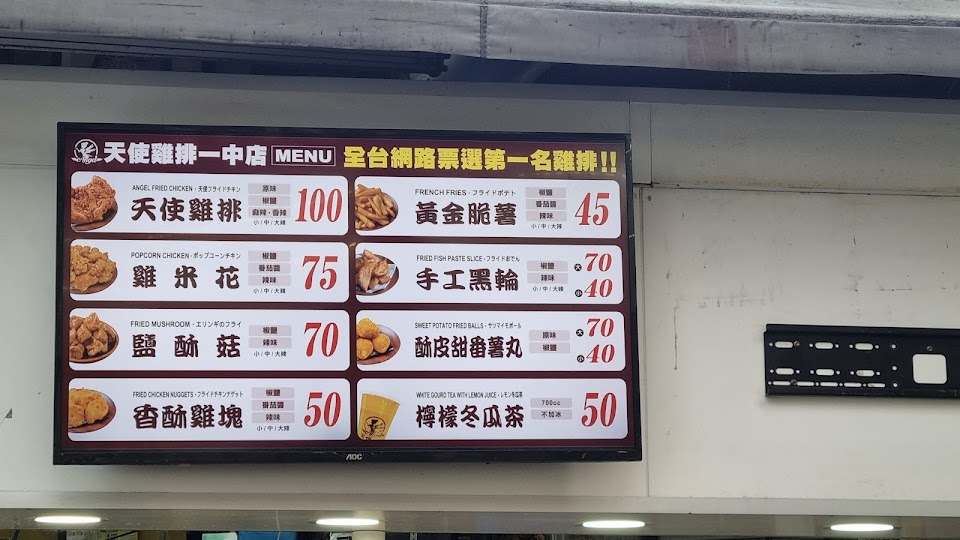 Angel 天使雞排一中店 MENU 全台網路票選第一名雞排!!
ANGEL FRIED CHICKEN・天使フライドチキン
天使雞排
原味
椒鹽
麻辣・香辣
小/中/大辣
100
POPCORN CHICKEN・ポップコーンチキン
雞米花
椒鹽
番茄醬
辣味
小/中/大辣
75
FRIED MUSHROOM・エリンギのフライ
鹽酥菇
椒鹽
辣味
小/中/大辣
70
FRIED CHICKEN NUGGETS・フライドチキンナゲット
香酥雞塊
椒鹽
番茄醬
辣味
小/中/大辣
50
FRENCH FRIES・フライドポテト
黃金脆薯
椒鹽
番茄醬
辣味
小/中/大辣
45
FRIED FISH PASTE SLICE・フライドおでん
手工黑輪
椒鹽
辣味
小/中/大辣
大 70
小 40
SWEET POTATO FRIED BALLS・サツマイモボール
酥皮甜番薯丸
原味
椒鹽
大 70
小 40
WHITE GOURD TEA WITH LEMON JUICE・レモン冬瓜茶
檸檬冬瓜茶
700cc
不加冰
50
AOC